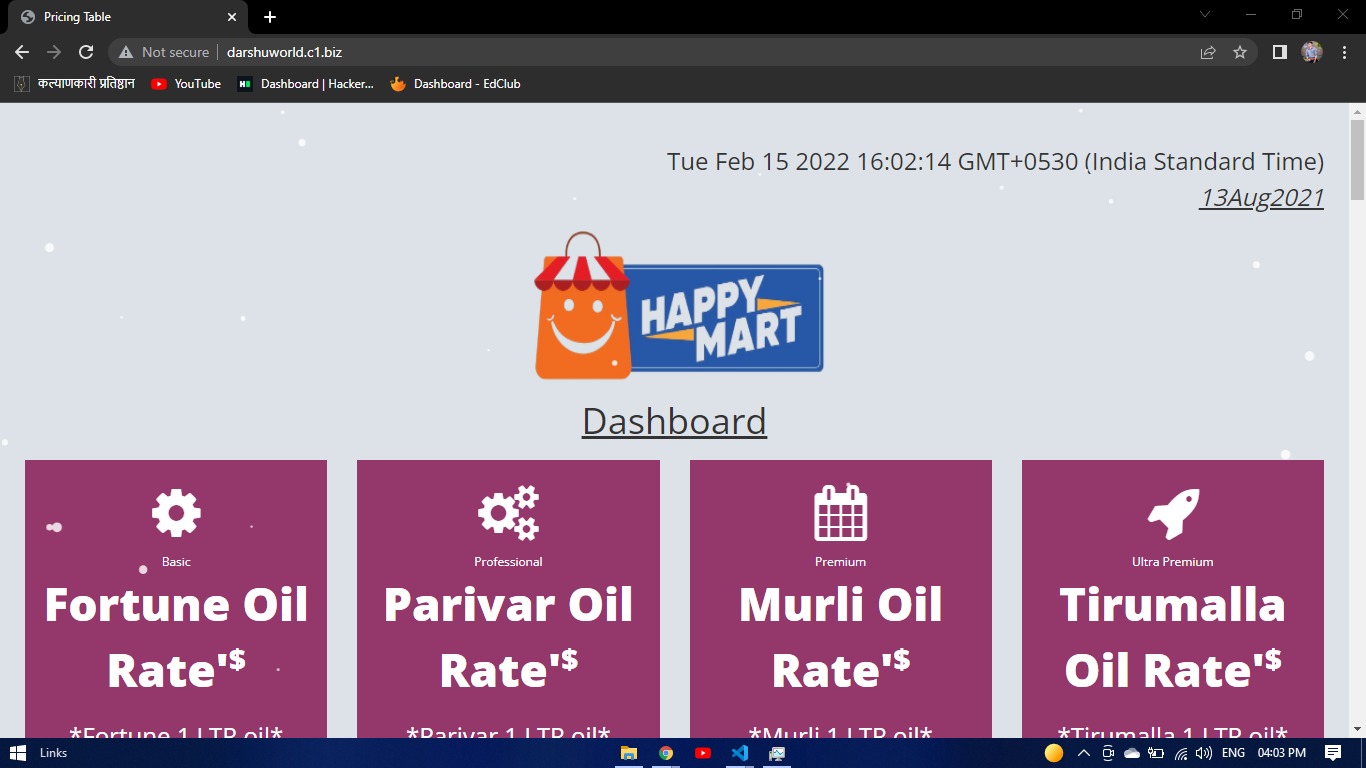 Pricing Table
Not secure
darshuworld.c1.biz
कल्याणकारी प्रतिष्ठान
YouTube
Dashboard | Hacker...
Dashboard - EdClub
Tue Feb 15 2022 16:02:14 GMT+0530 (India Standard Time)
13Aug2021
HAPPY
MART
Dashboard
Basic
Fortune Oil
Rate'$
*Fortune 1 LTR oil*
Professional
Parivar Oil
Rate'$
*Parivar 1 LTR oil*
Premium
Murli Oil
Rate'$
*Murli 1 LTR oil*
Ultra Premium
Tirumalla
Oil Rate'$
*Tirumalla 1 LTR oil*
Links
ENG
04:03 PM